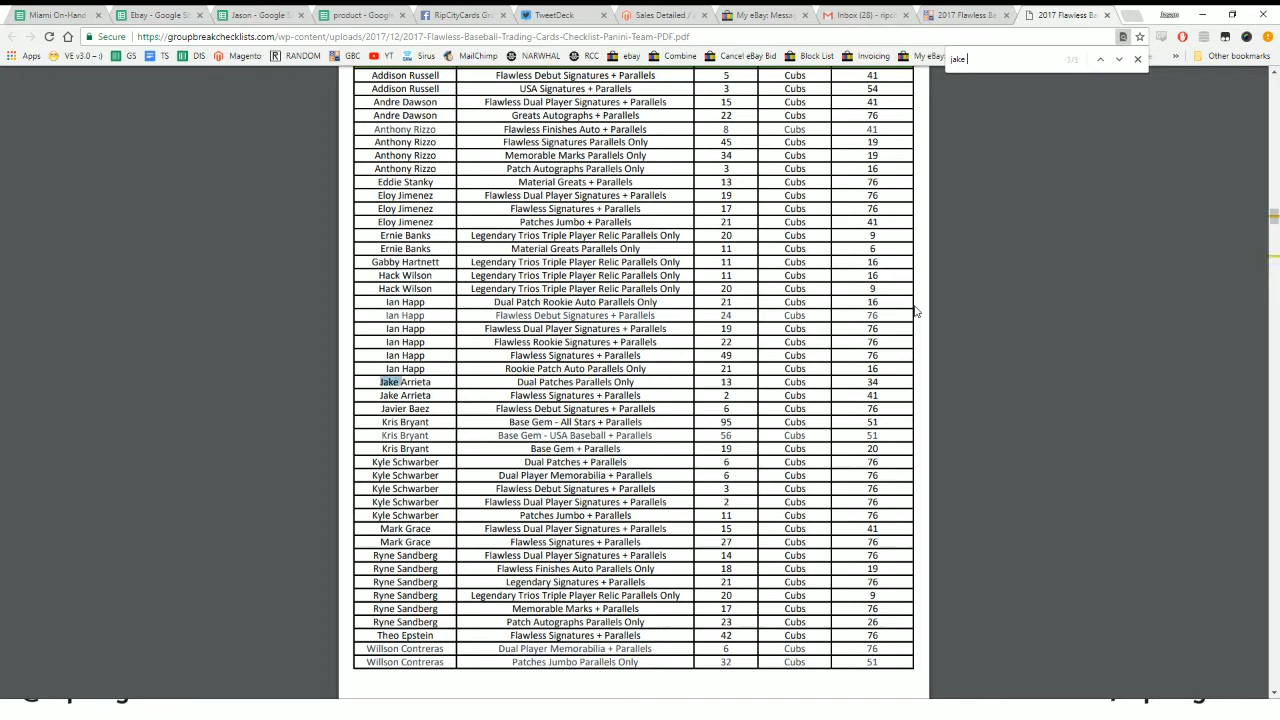 Miami On-Hand
Ebay - Google S
Jason - Google S
product - Google
RipCityCards Gr
TweetDeck
Sales Detailed /
My eBay: Messa
Inbox (28) - ripc
2017 Flawless Ba
2017 Flawless Ba
Jason
Secure
https://groupbreakchecklists.com/wp-content/uploads/2017/12/2017-Flawless-Baseball-Trading-Cards-Checklist-Panini-Team-PDF.pdf
Apps VE v3.0~ :) GS TS DIS Magento RANDOM GBC YT Sku MailChimp NARWHAL RCC ebay Combine Cancel eBay Bid Block List Invoicing My eBay » Other bookmarks
jake 1/3
Addison Russell Flawless Debut Signatures + Parallels 5 Cubs 41
Addison Russell USA Signatures + Parallels 3 Cubs 54
Andre Dawson Flawless Dual Player Signatures + Parallels 15 Cubs 41
Andre Dawson Greats Autographs + Parallels 22 Cubs 76
Anthony Rizzo Flawless Finishes Auto + Parallels 8 Cubs 41
Anthony Rizzo Flawless Signatures Parallels Only 45 Cubs 19
Anthony Rizzo Memorable Marks Parallels Only 34 Cubs 19
Anthony Rizzo Patch Autographs Parallels Only 3 Cubs 16
Eddie Stanky Material Greats + Parallels 13 Cubs 76
Eloy Jimenez Flawless Dual Player Signatures + Parallels 19 Cubs 76
Eloy Jimenez Flawless Signatures + Parallels 17 Cubs 76
Eloy Jimenez Patches Jumbo + Parallels 21 Cubs 41
Ernie Banks Legendary Trios Triple Player Relic Parallels Only 20 Cubs 9
Ernie Banks Material Greats Parallels Only 11 Cubs 6
Gabby Hartnett Legendary Trios Triple Player Relic Parallels Only 11 Cubs 16
Hack Wilson Legendary Trios Triple Player Relic Parallels Only 11 Cubs 16
Hack Wilson Legendary Trios Triple Player Relic Parallels Only 20 Cubs 9
Ian Happ Dual Patch Rookie Auto Parallels Only 21 Cubs 16
Ian Happ Flawless Debut Signatures + Parallels 24 Cubs 76
Ian Happ Flawless Dual Player Signatures + Parallels 19 Cubs 76
Ian Happ Flawless Rookie Signatures + Parallels 22 Cubs 76
Ian Happ Flawless Signatures + Parallels 49 Cubs 76
Ian Happ Rookie Patch Auto Parallels Only 21 Cubs 16
Jake Arrieta Dual Patches Parallels Only 13 Cubs 34
Jake Arrieta Flawless Signatures + Parallels 2 Cubs 41
Javier Baez Flawless Debut Signatures + Parallels 6 Cubs 76
Kris Bryant Base Gem - All Stars + Parallels 95 Cubs 51
Kris Bryant Base Gem - USA Baseball + Parallels 56 Cubs 51
Kris Bryant Base Gem + Parallels 19 Cubs 20
Kyle Schwarber Dual Patches + Parallels 6 Cubs 76
Kyle Schwarber Dual Player Memorabilia + Parallels 6 Cubs 76
Kyle Schwarber Flawless Debut Signatures + Parallels 3 Cubs 76
Kyle Schwarber Flawless Dual Player Signatures + Parallels 2 Cubs 76
Kyle Schwarber Patches Jumbo + Parallels 11 Cubs 76
Mark Grace Flawless Dual Player Signatures + Parallels 15 Cubs 41
Mark Grace Flawless Signatures + Parallels 27 Cubs 76
Ryne Sandberg Flawless Dual Player Signatures + Parallels 14 Cubs 76
Ryne Sandberg Flawless Finishes Auto Parallels Only 18 Cubs 19
Ryne Sandberg Legendary Signatures + Parallels 21 Cubs 76
Ryne Sandberg Legendary Trios Triple Player Relic Parallels Only 20 Cubs 9
Ryne Sandberg Memorable Marks + Parallels 17 Cubs 76
Ryne Sandberg Patch Autographs Parallels Only 23 Cubs 26
Theo Epstein Flawless Signatures + Parallels 42 Cubs 76
Willson Contreras Dual Player Memorabilia + Parallels 6 Cubs 76
Willson Contreras Patches Jumbo Parallels Only 32 Cubs 51